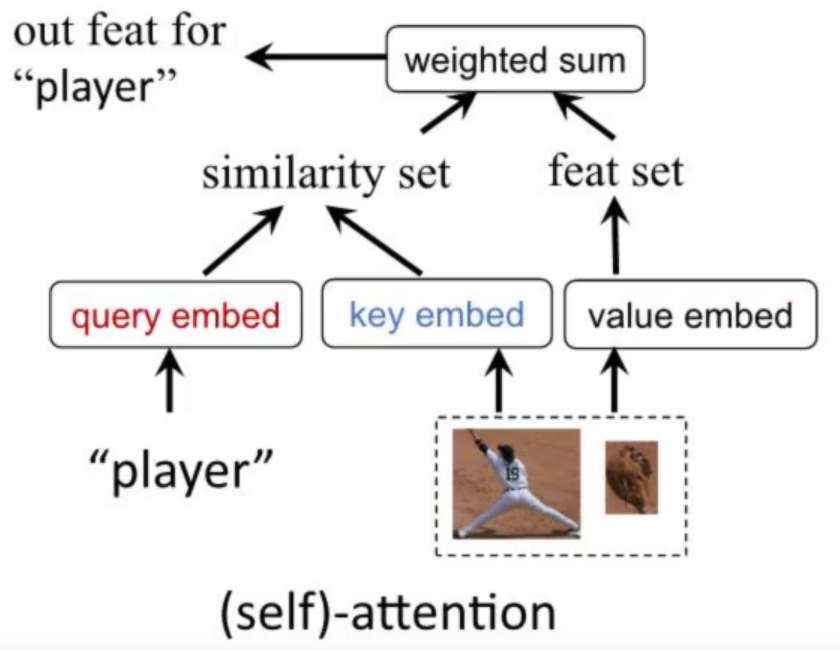 out feat for
“player”
weighted sum
similarity set
feat set
query embed
key embed
value embed
“player”
19
(self)-attention